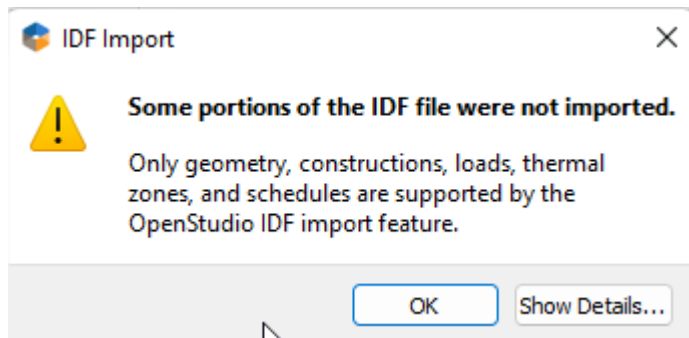 IDF Import
Some portions of the IDF file were not imported.
Only geometry, constructions, loads, thermal
zones, and schedules are supported by the
OpenStudio IDF import feature.
OK Show Details...